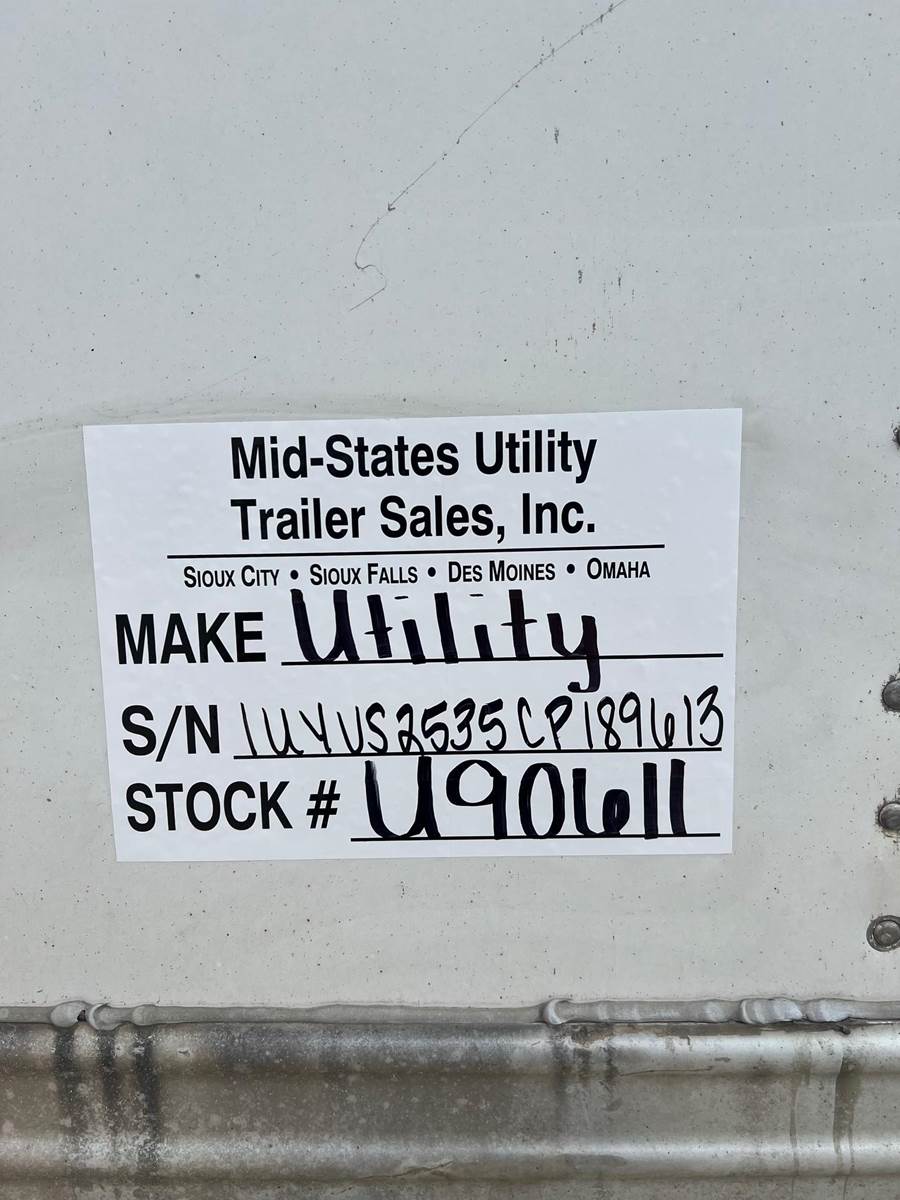 Mid-States Utility
Trailer Sales, Inc.
Sioux City • Sioux Falls • Des Moines • Omaha
MAKE Utility
S/N 1UYVS2535CP189613
STOCK # U90611